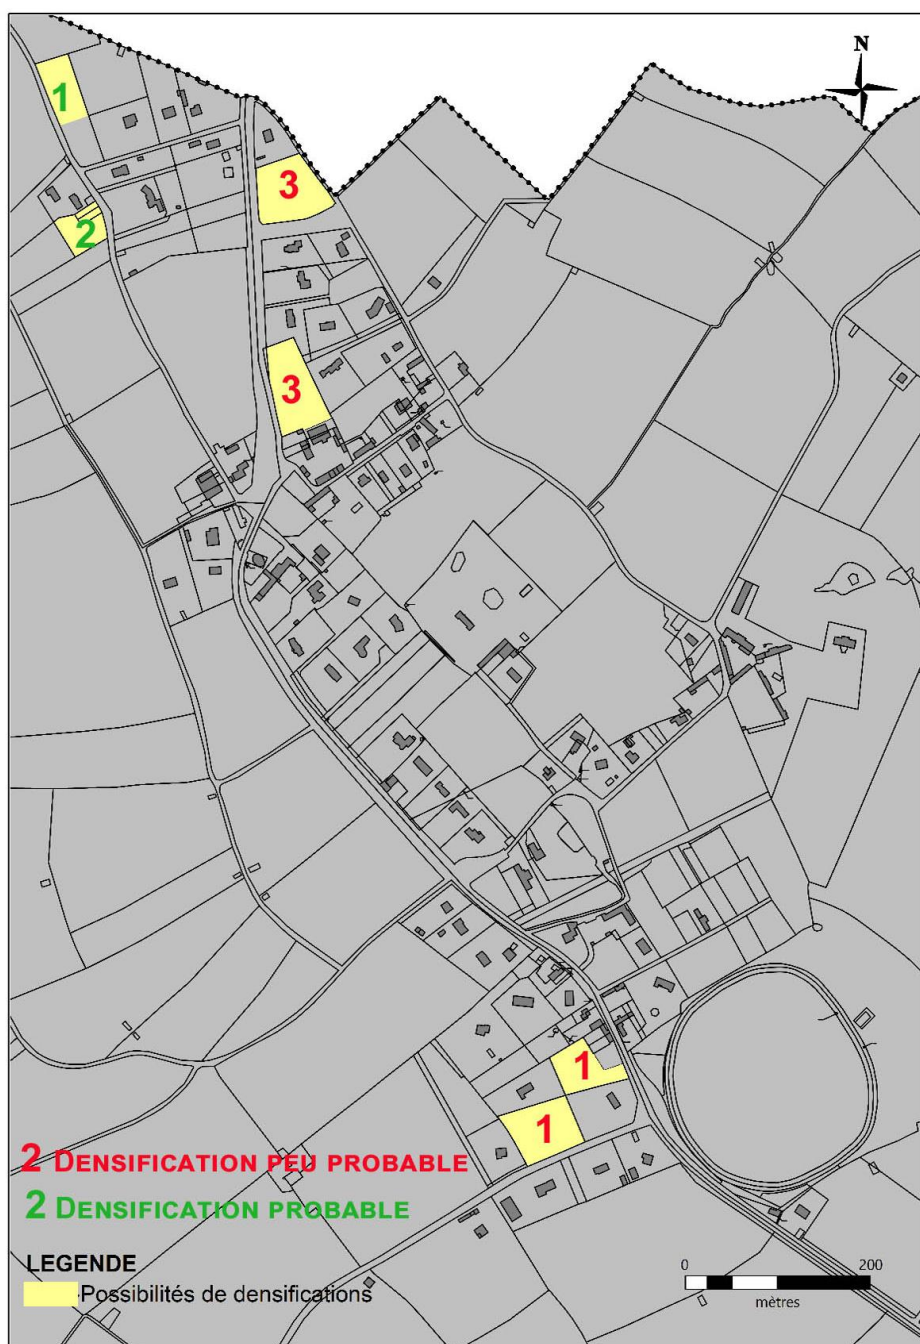 N
1
3
2
3
1
1
2 DENSIFICATION PEU PROBABLE
2 DENSIFICATION PROBABLE
LEGENDE
Possibilités de densifications
0 200
mètres